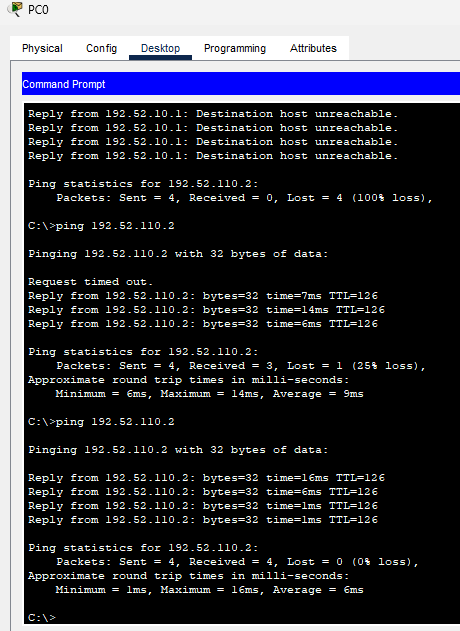 PC0
Physical Config Desktop Programming Attributes
Command Prompt
Reply from 192.52.10.1: Destination host unreachable.
Reply from 192.52.10.1: Destination host unreachable.
Reply from 192.52.10.1: Destination host unreachable.
Reply from 192.52.10.1: Destination host unreachable.
Ping statistics for 192.52.110.2:
Packets: Sent = 4, Received = 0, Lost = 4 (100% loss),
C:\>ping 192.52.110.2
Pinging 192.52.110.2 with 32 bytes of data:
Request timed out.
Reply from 192.52.110.2: bytes=32 time=7ms TTL=126
Reply from 192.52.110.2: bytes=32 time=14ms TTL=126
Reply from 192.52.110.2: bytes=32 time=6ms TTL=126
Ping statistics for 192.52.110.2:
Packets: Sent = 4, Received = 3, Lost = 1 (25% loss),
Approximate round trip times in milli-seconds:
Minimum = 6ms, Maximum = 14ms, Average = 9ms
C:\>ping 192.52.110.2
Pinging 192.52.110.2 with 32 bytes of data:
Reply from 192.52.110.2: bytes=32 time=16ms TTL=126
Reply from 192.52.110.2: bytes=32 time=6ms TTL=126
Reply from 192.52.110.2: bytes=32 time=1ms TTL=126
Reply from 192.52.110.2: bytes=32 time=1ms TTL=126
Ping statistics for 192.52.110.2:
Packets: Sent = 4, Received = 4, Lost = 0 (0% loss),
Approximate round trip times in milli-seconds:
Minimum = 1ms, Maximum = 16ms, Average = 6ms
C:\>